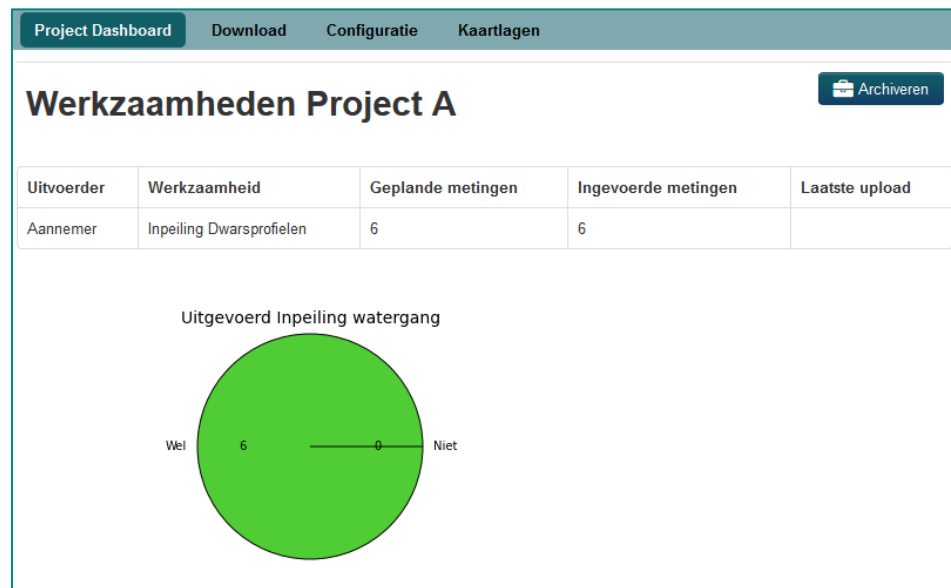 Project Dashboard Download Configuratie Kaartlagen
Werkzaamheden Project A
Archiveren
Uitvoerder Werkzaamheid Geplande metingen Ingevoerde metingen Laatste upload
Aannemer Inpeiling Dwarsprofielen 6 6
Uitgevoerd Inpeiling watergang
Wel 6 0 Niet